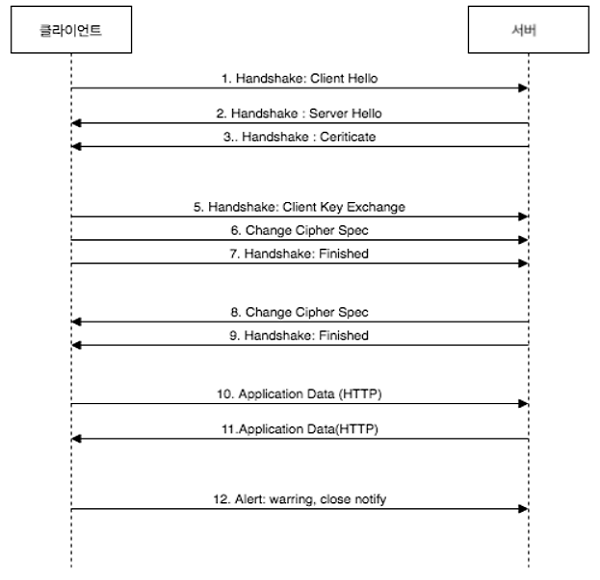 클라이언트
서버
1. Handshake: Client Hello
2. Handshake : Server Hello
3.. Handshake : Ceriticate
5. Handshake: Client Key Exchange
6. Change Cipher Spec
7. Handshake: Finished
8. Change Cipher Spec
9. Handshake: Finished
10. Application Data (HTTP)
11.Application Data(HTTP)
12. Alert: warring, close notify